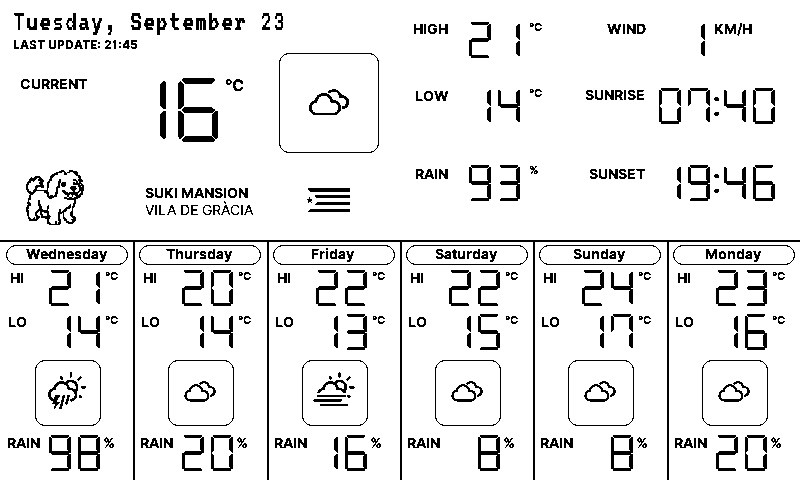 Tuesday, September 23
LAST UPDATE: 21:45
CURRENT 16 °C
SUKI MANSION
VILA DE GRÀCIA
HIGH 21 °C
LOW 14 °C
RAIN 93 %
WIND 1 KM/H
SUNRISE 07:40
SUNSET 19:46
Wednesday
HI 21 °C
LO 14 °C
RAIN 98 %
Thursday
HI 20 °C
LO 14 °C
RAIN 20 %
Friday
HI 22 °C
LO 13 °C
RAIN 16 %
Saturday
HI 22 °C
LO 15 °C
RAIN 8 %
Sunday
HI 24 °C
LO 17 °C
RAIN 8 %
Monday
HI 23 °C
LO 16 °C
RAIN 20 %